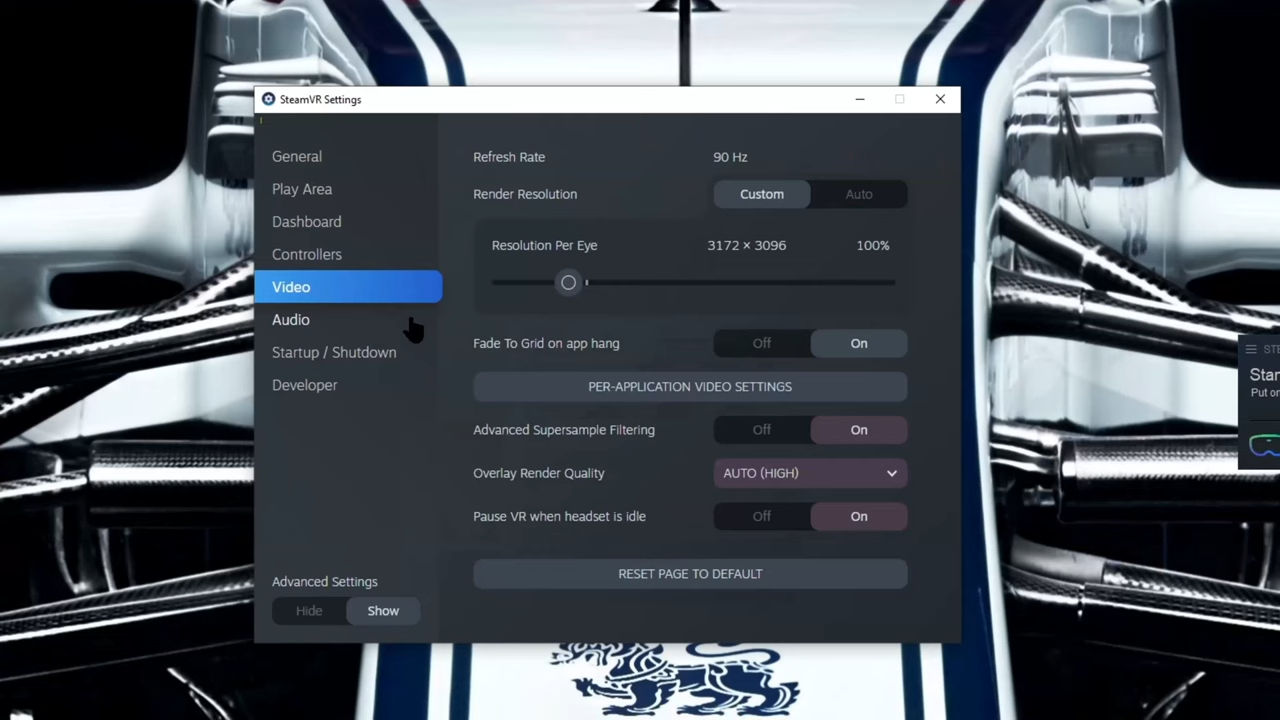 SteamVR Settings
General
Play Area
Dashboard
Controllers
Video
Audio
Startup / Shutdown
Developer
Advanced Settings
Hide Show
Refresh Rate 90 Hz
Render Resolution Custom Auto
Resolution Per Eye 3172 × 3096 100%
Fade To Grid on app hang Off On
PER-APPLICATION VIDEO SETTINGS
Advanced Supersample Filtering Off On
Overlay Render Quality AUTO (HIGH)
Pause VR when headset is idle Off On
RESET PAGE TO DEFAULT
STE
Star
Put or